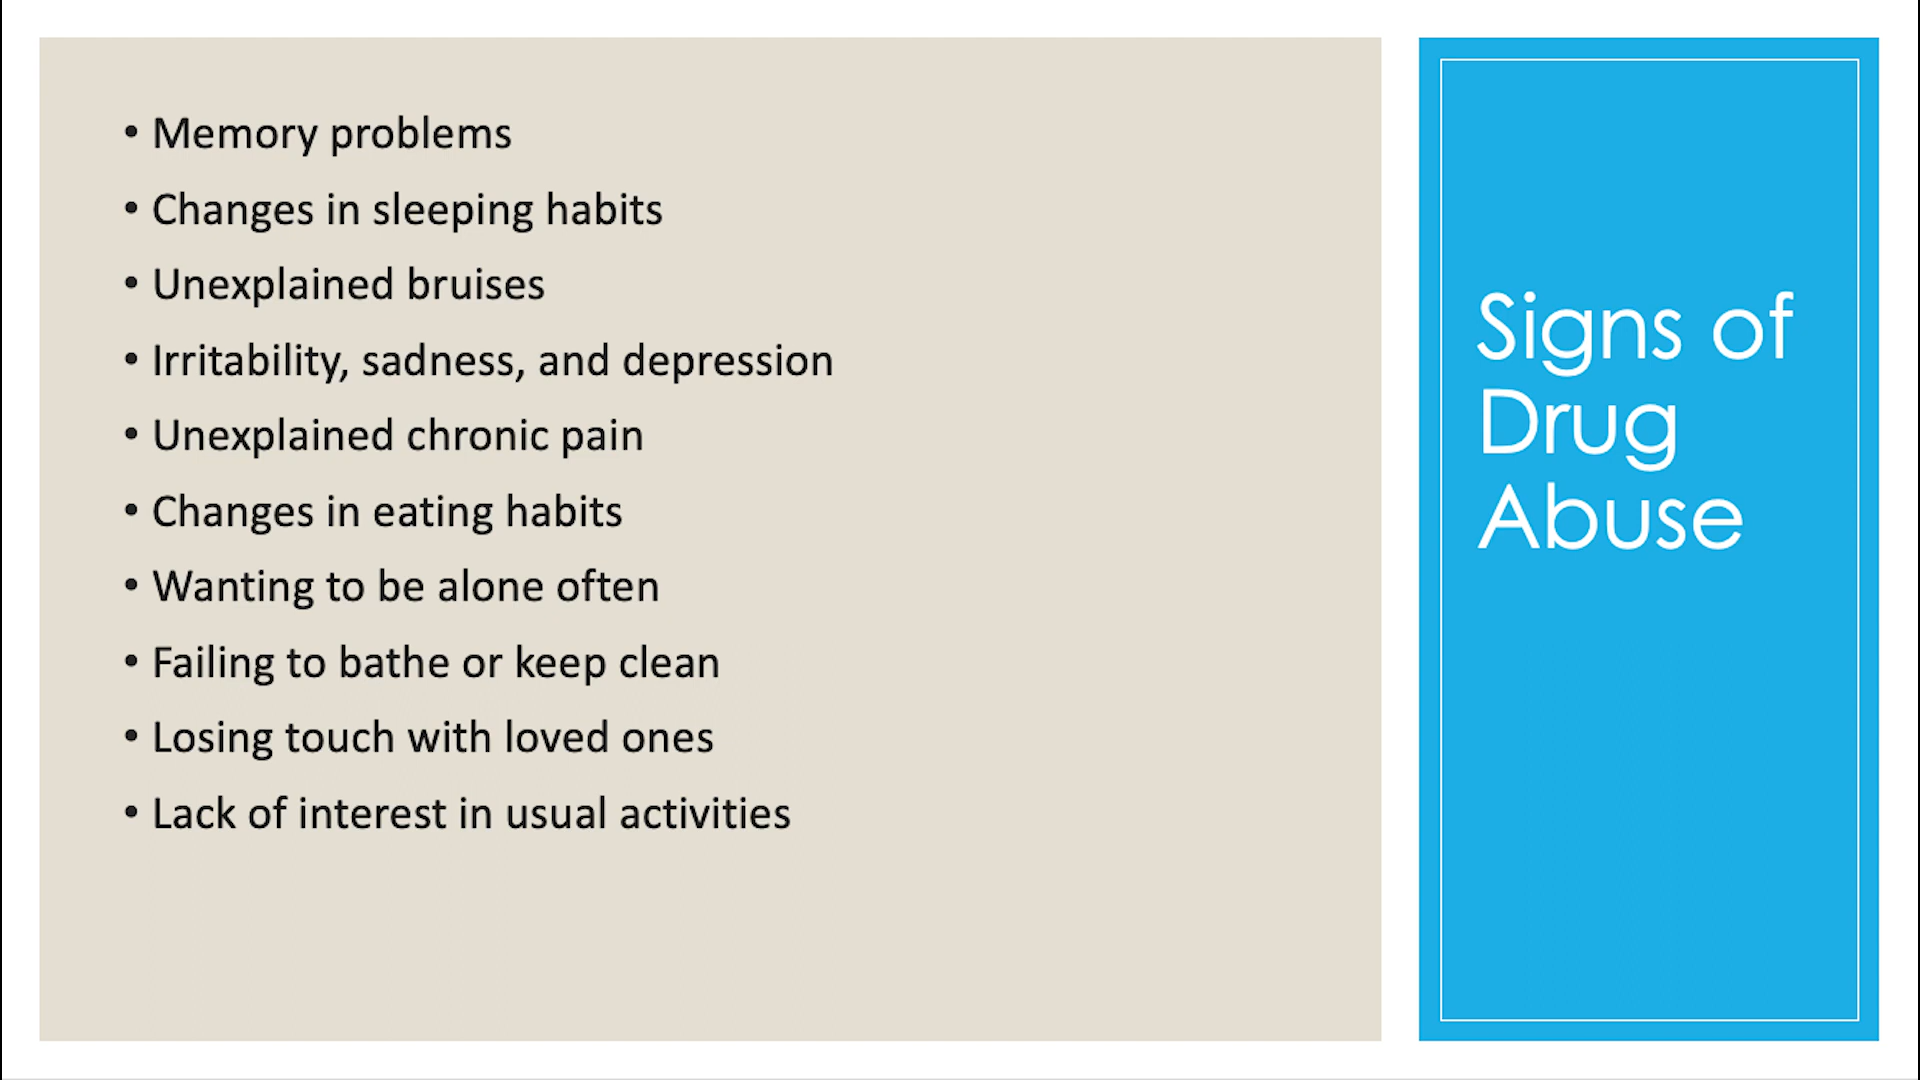 • Memory problems
• Changes in sleeping habits
• Unexplained bruises
• Irritability, sadness, and depression
• Unexplained chronic pain
• Changes in eating habits
• Wanting to be alone often
• Failing to bathe or keep clean
• Losing touch with loved ones
• Lack of interest in usual activities
Signs of
Drug
Abuse